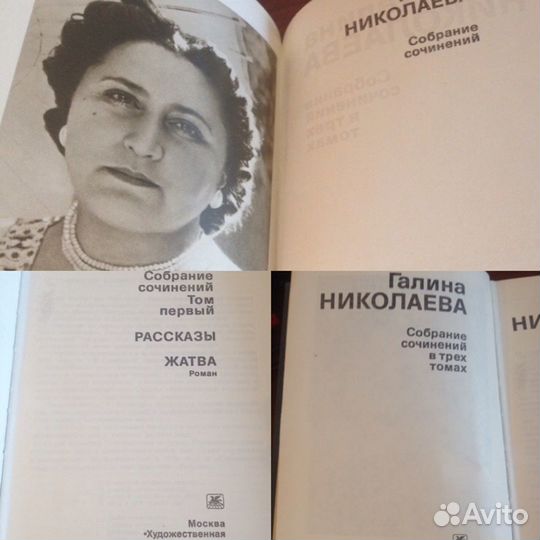 НИКОЛАЕВА
Собрание
сочинений
Собрание
сочинений
Том
первый
РАССКАЗЫ
ЖАТВА
Роман
Москва
«Художественная
Галина
НИКОЛАЕВА
Собрание
сочинений
в трех
томах
Avito